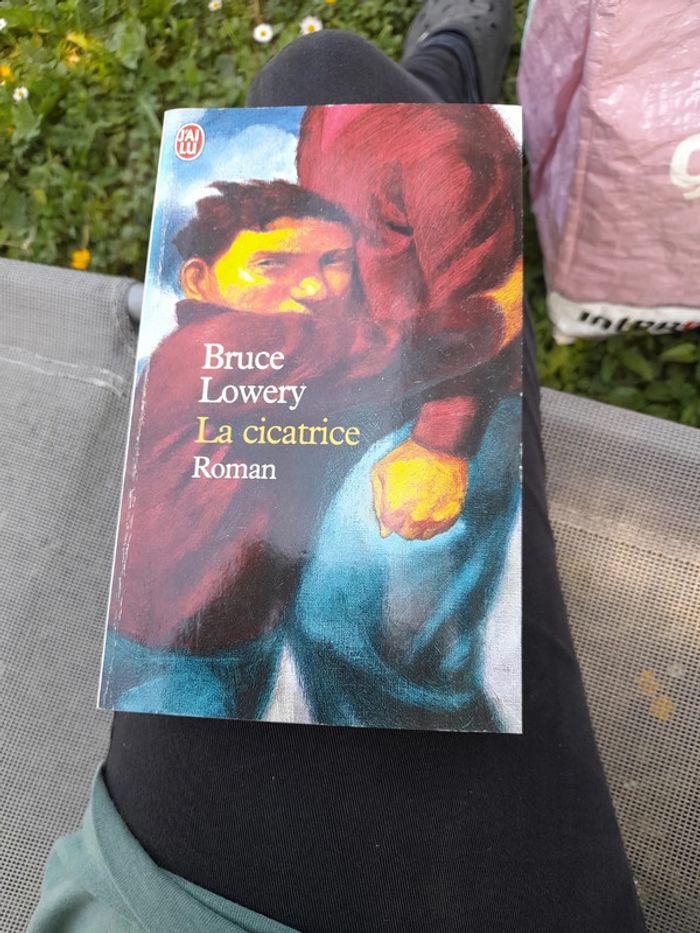 J'AI
LU
Bruce
Lowery
La cicatrice
Roman